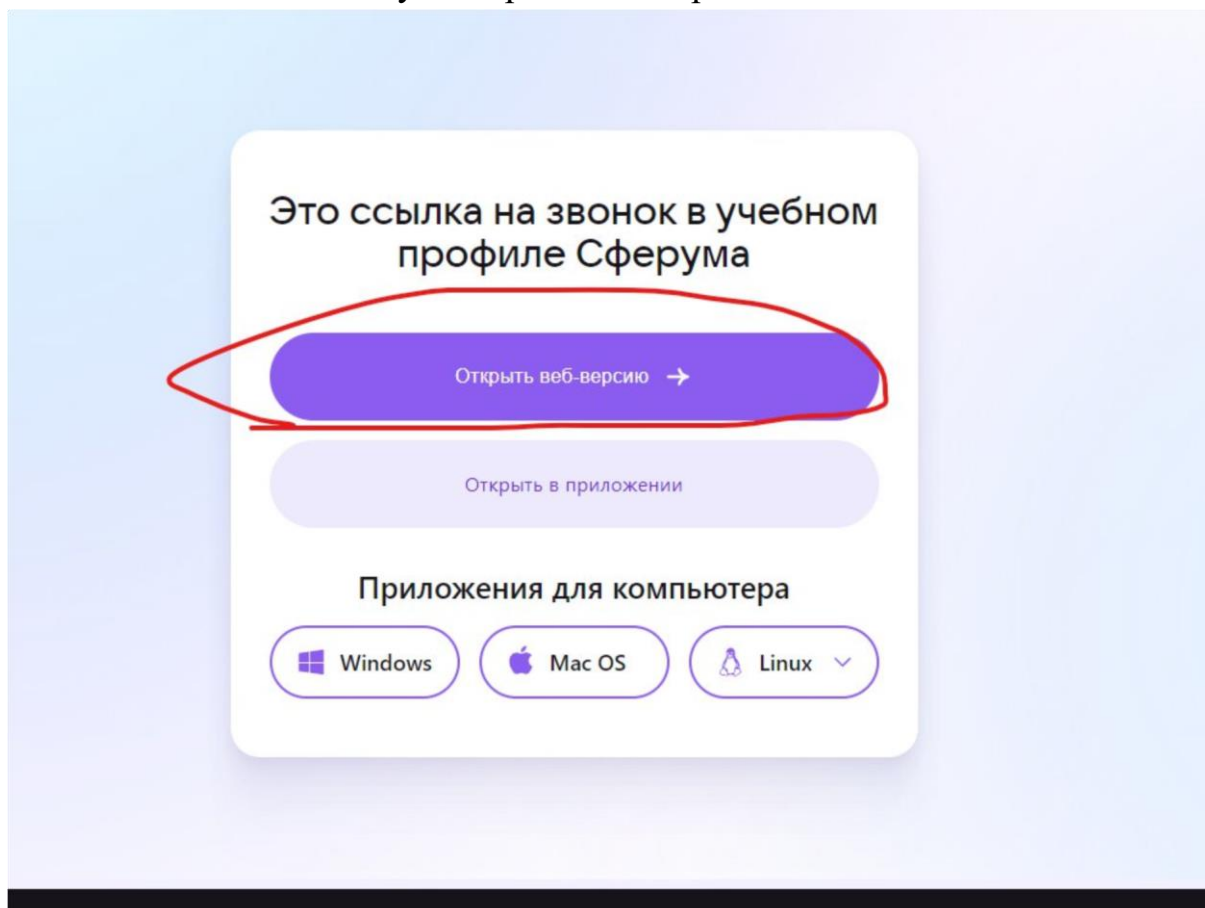 Это ссылка на звонок в учебном
профиле Сферума
Открыть веб-версию →
Открыть в приложении
Приложения для компьютера
Windows
Mac OS
Linux